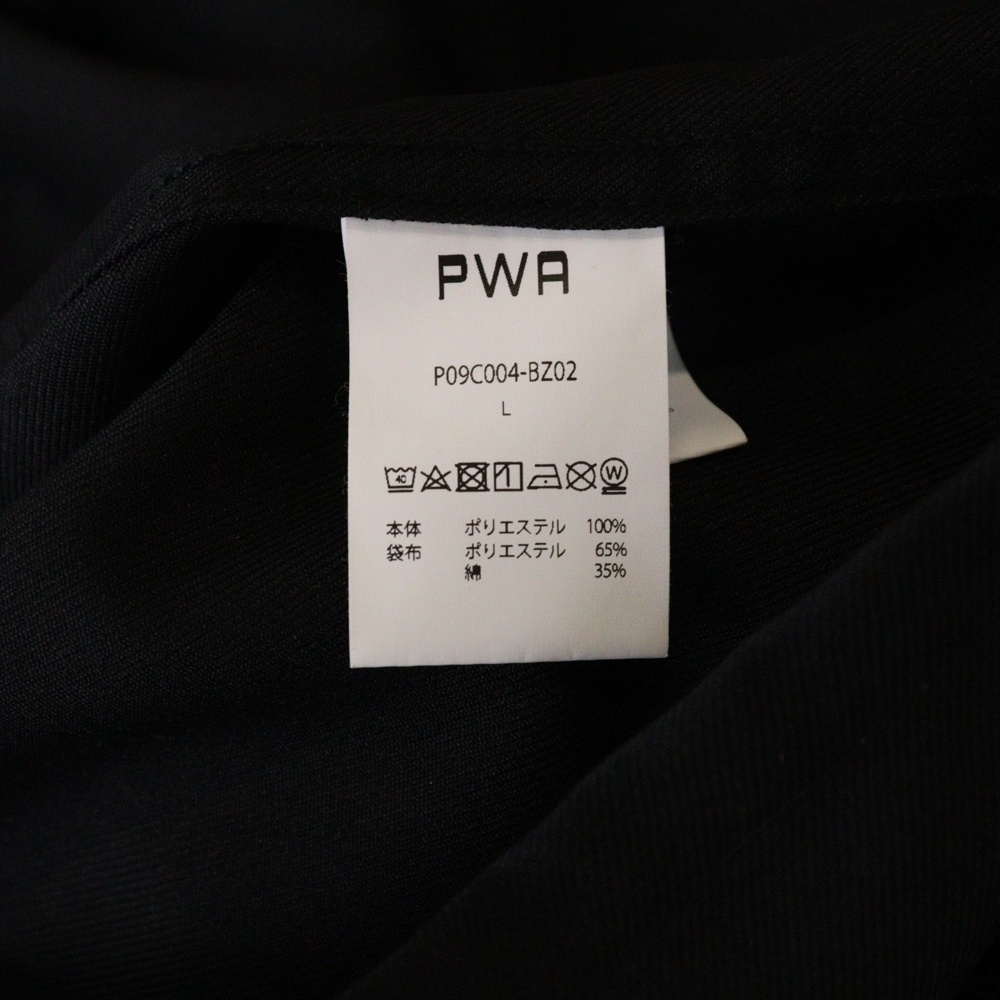 PWA
P09C004-BZ02
L
40 W
本体 ポリエステル 100%
袋布 ポリエステル 65%
綿 35%